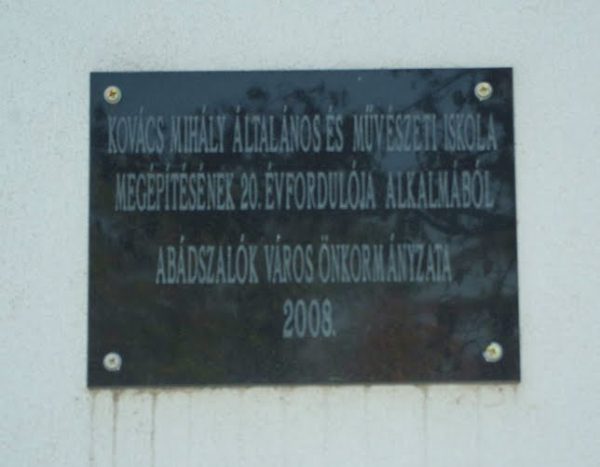 KOVÁCS MIHÁLY ÁLTALÁNOS ÉS MŰVÉSZETI ISKOLA
MEGÉPÍTÉSÉNEK 20. ÉVFORDULÓJA ALKALMÁBÓL
ABÁDSZALÓK VÁROS ÖNKORMÁNYZATA
2008.